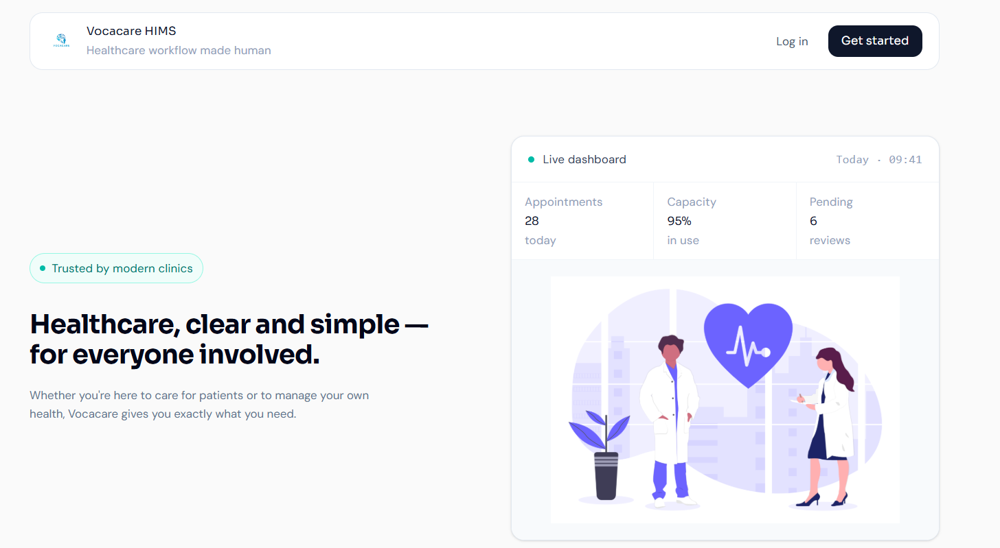 VOCACARE
Vocacare HIMS
Healthcare workflow made human
Log in
Get started
Trusted by modern clinics
Healthcare, clear and simple —
for everyone involved.
Whether you're here to care for patients or to manage your own
health, Vocacare gives you exactly what you need.
Live dashboard
Today · 09:41
Appointments
28
today
Capacity
95%
in use
Pending
6
reviews